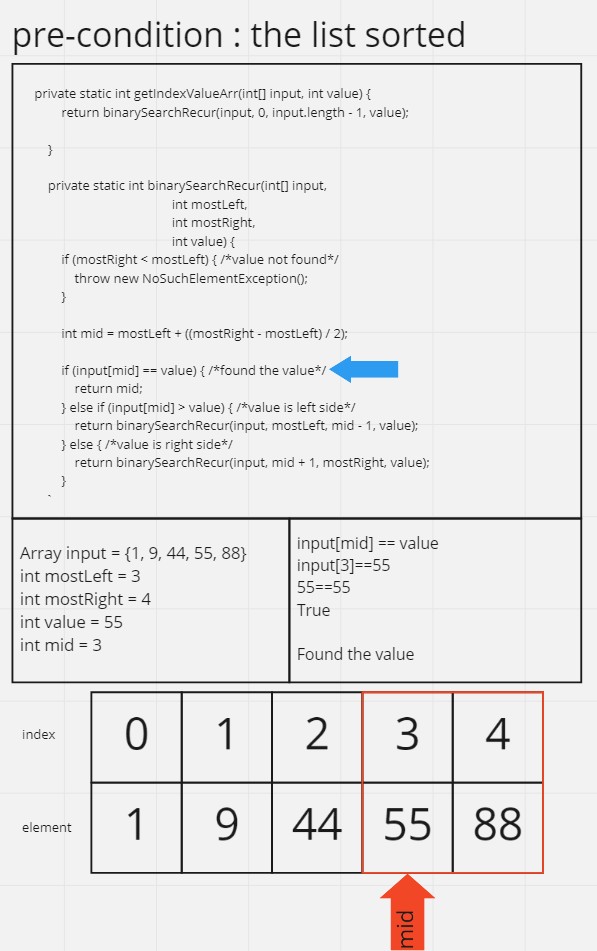 pre-condition : the list sorted
private static int getIndexValueArr(int[] input, int value) {
return binarySearchRecur(input, 0, input.length - 1, value);
}
private static int binarySearchRecur(int[] input,
int mostLeft,
int mostRight,
int value) {
if (mostRight < mostLeft) { /*value not found*/
throw new NoSuchElementException();
}
int mid = mostLeft + ((mostRight - mostLeft) / 2);
if (input[mid] == value) { /*found the value*/
return mid;
} else if (input[mid] > value) { /*value is left side*/
return binarySearchRecur(input, mostLeft, mid - 1, value);
} else { /*value is right side*/
return binarySearchRecur(input, mid + 1, mostRight, value);
}
`
Array input = {1, 9, 44, 55, 88}
int mostLeft = 3
int mostRight = 4
int value = 55
int mid = 3
input[mid] == value
input[3]==55
55==55
True
Found the value
index 0 1 2 3 4
element 1 9 44 55 88
mid